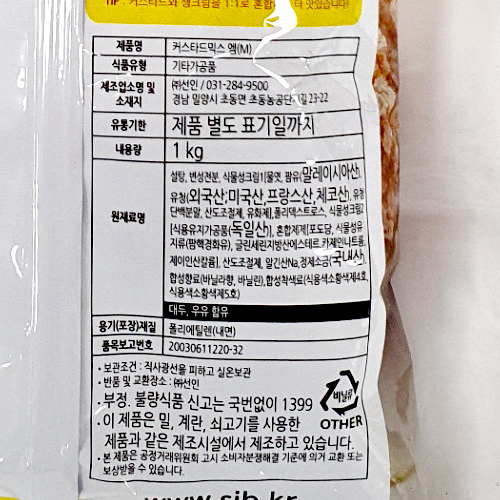 TIP : 커스타드와 생크림을 1:1로 혼합 더 맛있습니다!
제품명 커스타드믹스 엠(M)
식품유형 기타가공품
제조업소명 및 소재지 ㈜선인 / 031-284-9500
경남 밀양시 초동면 초동농공단지길 23-22
유통기한 제품 별도 표기일까지
내용량 1 kg
원재료명
설탕, 변성전분, 식물성크림1[물엿, 팜유(말레이시아산),
유청(외국산;미국산,프랑스산,체코산), 유청
단백분말, 산도조절제, 유화제],폴리덱스트로스, 식물성크림2
[식용유지가공품(독일산)], 혼합제제[포도당, 식물성유
지류(팜핵경화유), 글린세린지방산에스테르,카제인나트륨,
제이인산칼륨], 산도조절제, 알긴산Na,정제소금(국내산),
합성향료(바닐라향, 바닐린),합성착색료(식용색소황색제4호,
식용색소황색제5호)
대두, 우유 함유
용기(포장)재질 폴리에틸렌(내면)
품목보고번호 20030611220-32
• 보관조건 : 직사광선을 피하고 실온보관
• 반품 및 교환장소 : ㈜선인
• 부정. 불량식품 신고는 국번없이 1399
• 이 제품은 밀, 계란, 쇠고기를 사용한
제품과 같은 제조시설에서 제조하고 있습니다.
• 본 제품은 공정거래위원회 고시 소비자분쟁해결 기준에 의거 교환 또는
보상받을 수 있습니다.
비닐류
OTHER
www.sib.kr